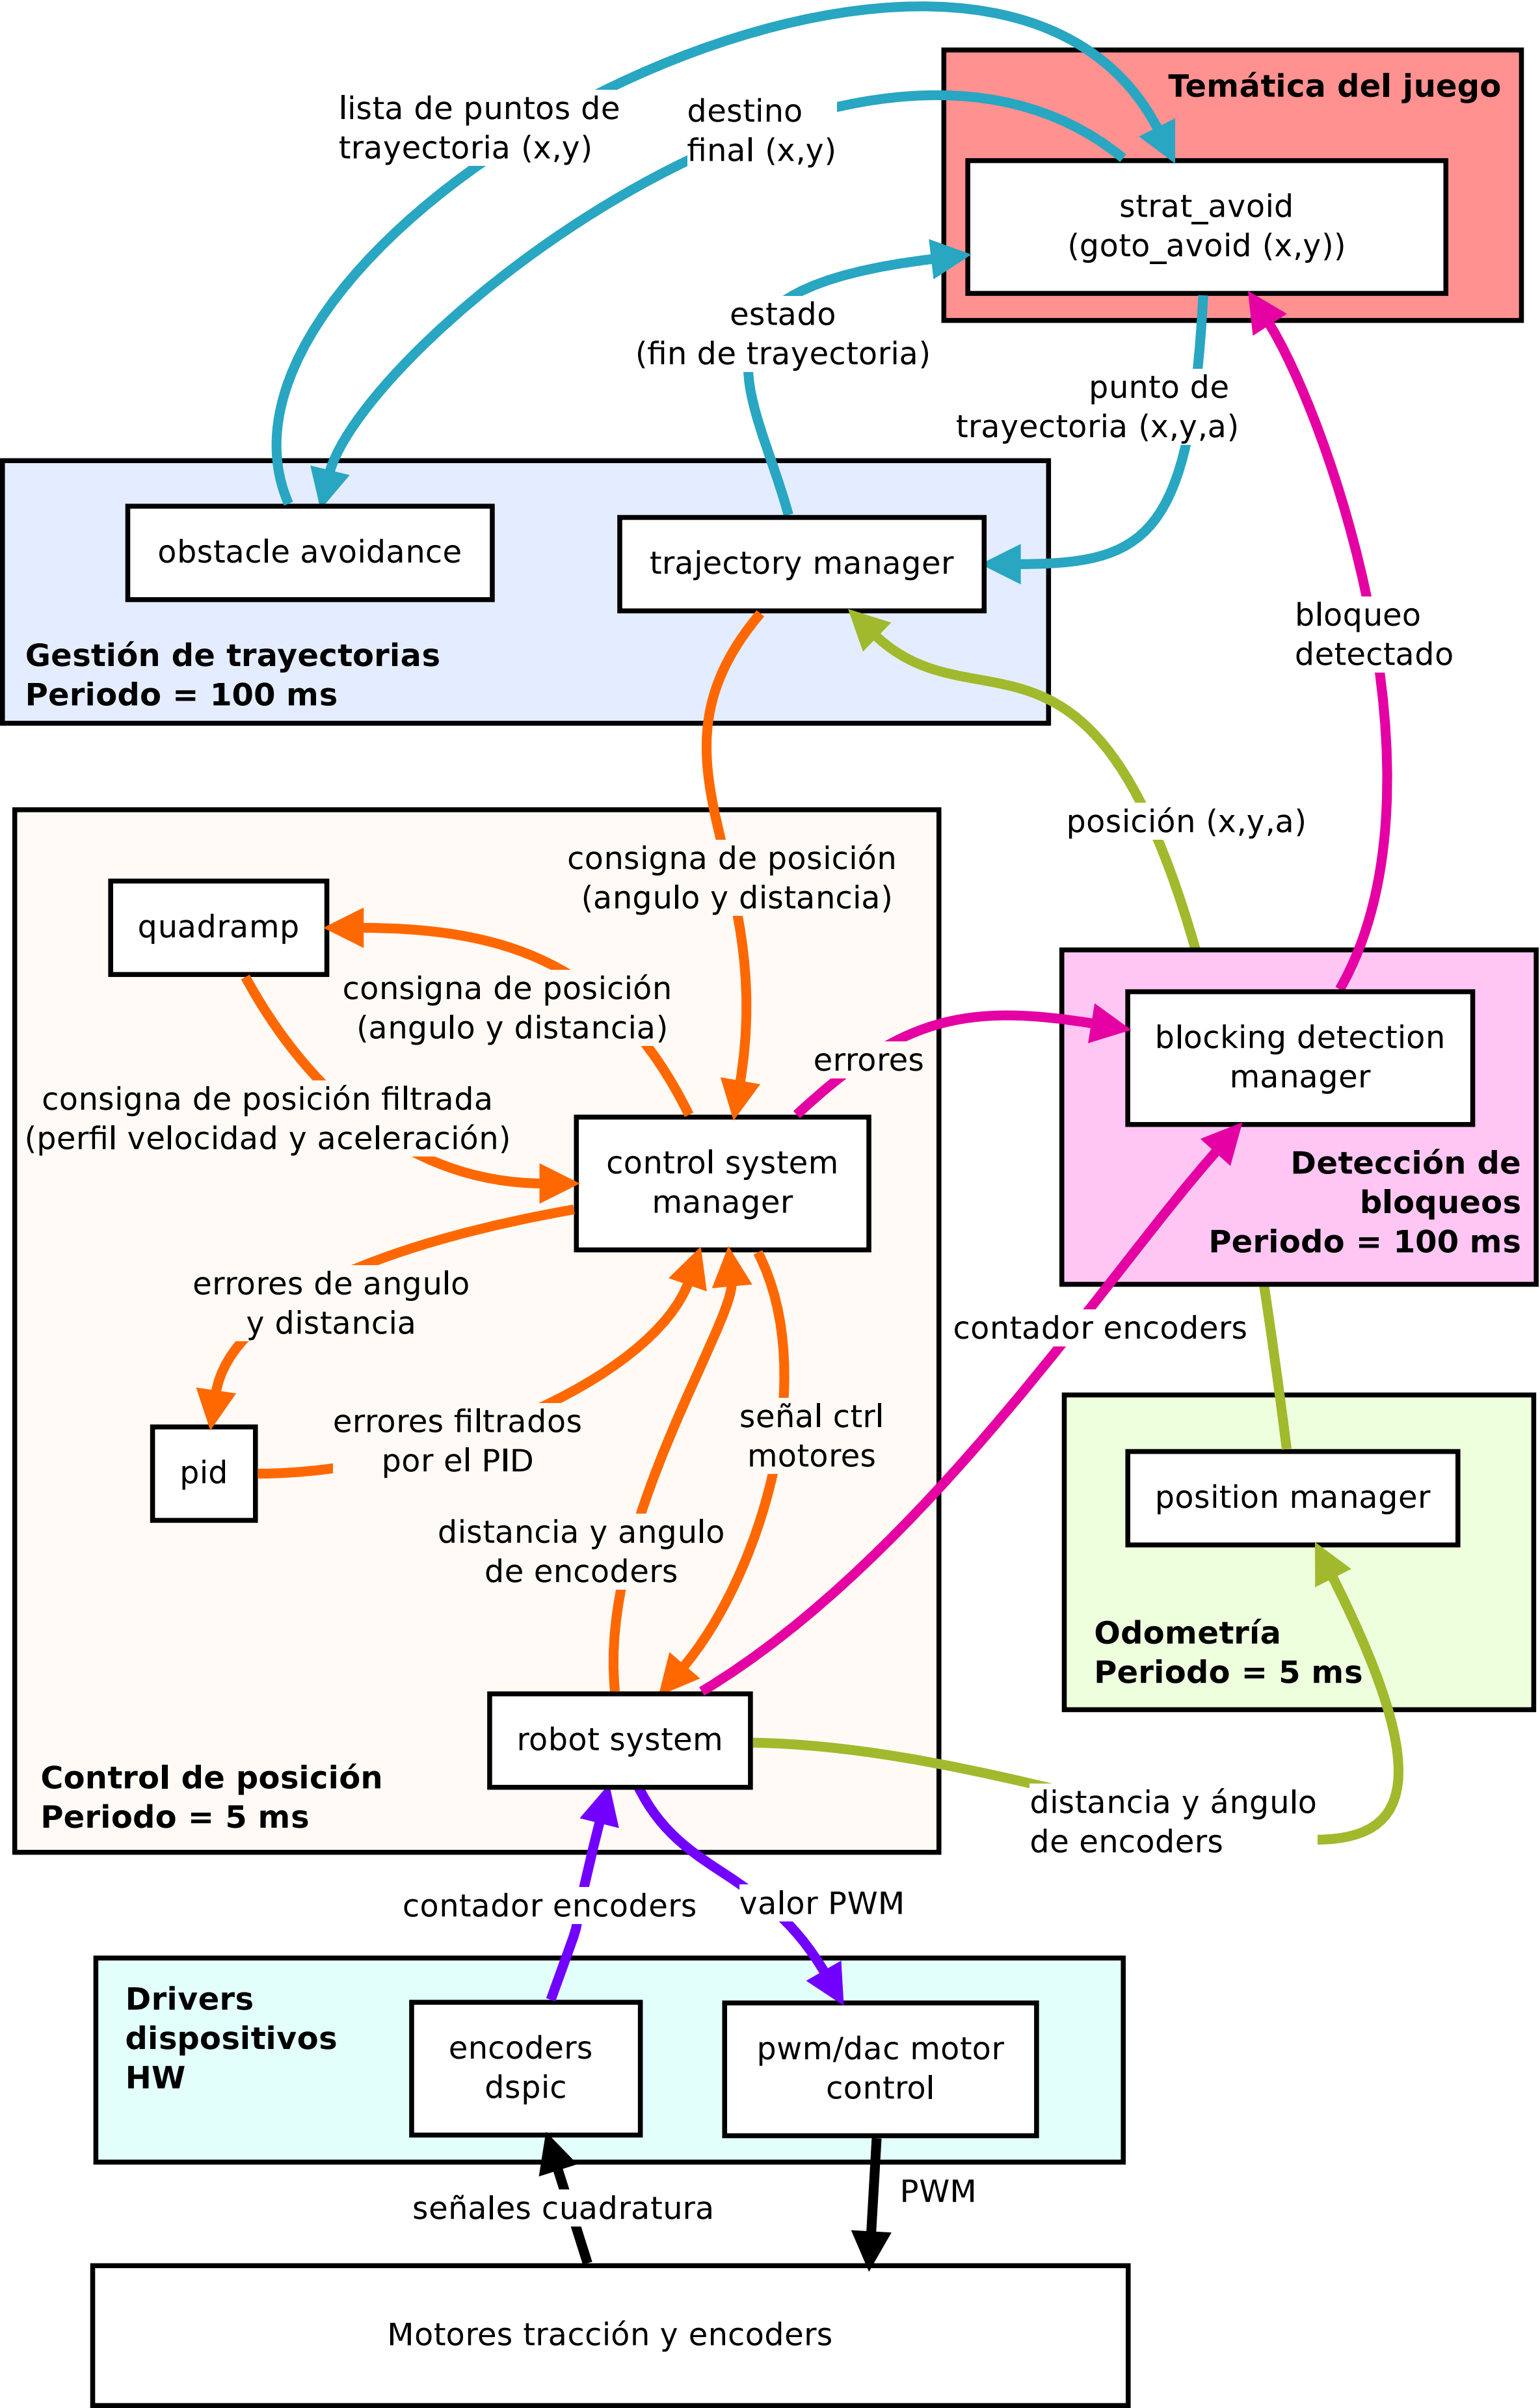 lista de puntos de
trayectoria (x,y)
destino
final (x,y)
Temática del juego
strat_avoid
(goto_avoid (x,y))
estado
(fin de trayectoria)
punto de
trayectoria (x,y,a)
obstacle avoidance
trajectory manager
Gestión de trayectorias
Periodo = 100 ms
bloqueo
detectado
posición (x,y,a)
consigna de posición
(angulo y distancia)
quadramp
consigna de posición
(angulo y distancia)
errores
blocking detection
manager
consigna de posición filtrada
(perfil velocidad y aceleración)
control system
manager
Detección de
bloqueos
Periodo = 100 ms
errores de angulo
y distancia
contador encoders
errores filtrados
por el PID
señal ctrl
motores
pid
position manager
distancia y angulo
de encoders
Odometría
Periodo = 5 ms
robot system
Control de posición
Periodo = 5 ms
distancia y ángulo
de encoders
contador encoders
valor PWM
Drivers
dispositivos
HW
encoders
dspic
pwm/dac motor
control
señales cuadratura
PWM
Motores tracción y encoders